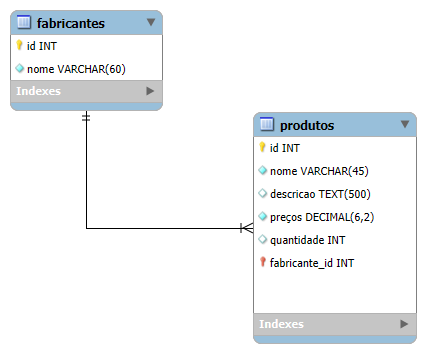 fabricantes
id INT
nome VARCHAR(60)
Indexes
produtos
id INT
nome VARCHAR(45)
descricao TEXT(500)
preços DECIMAL(6,2)
quantidade INT
fabricante_id INT
Indexes